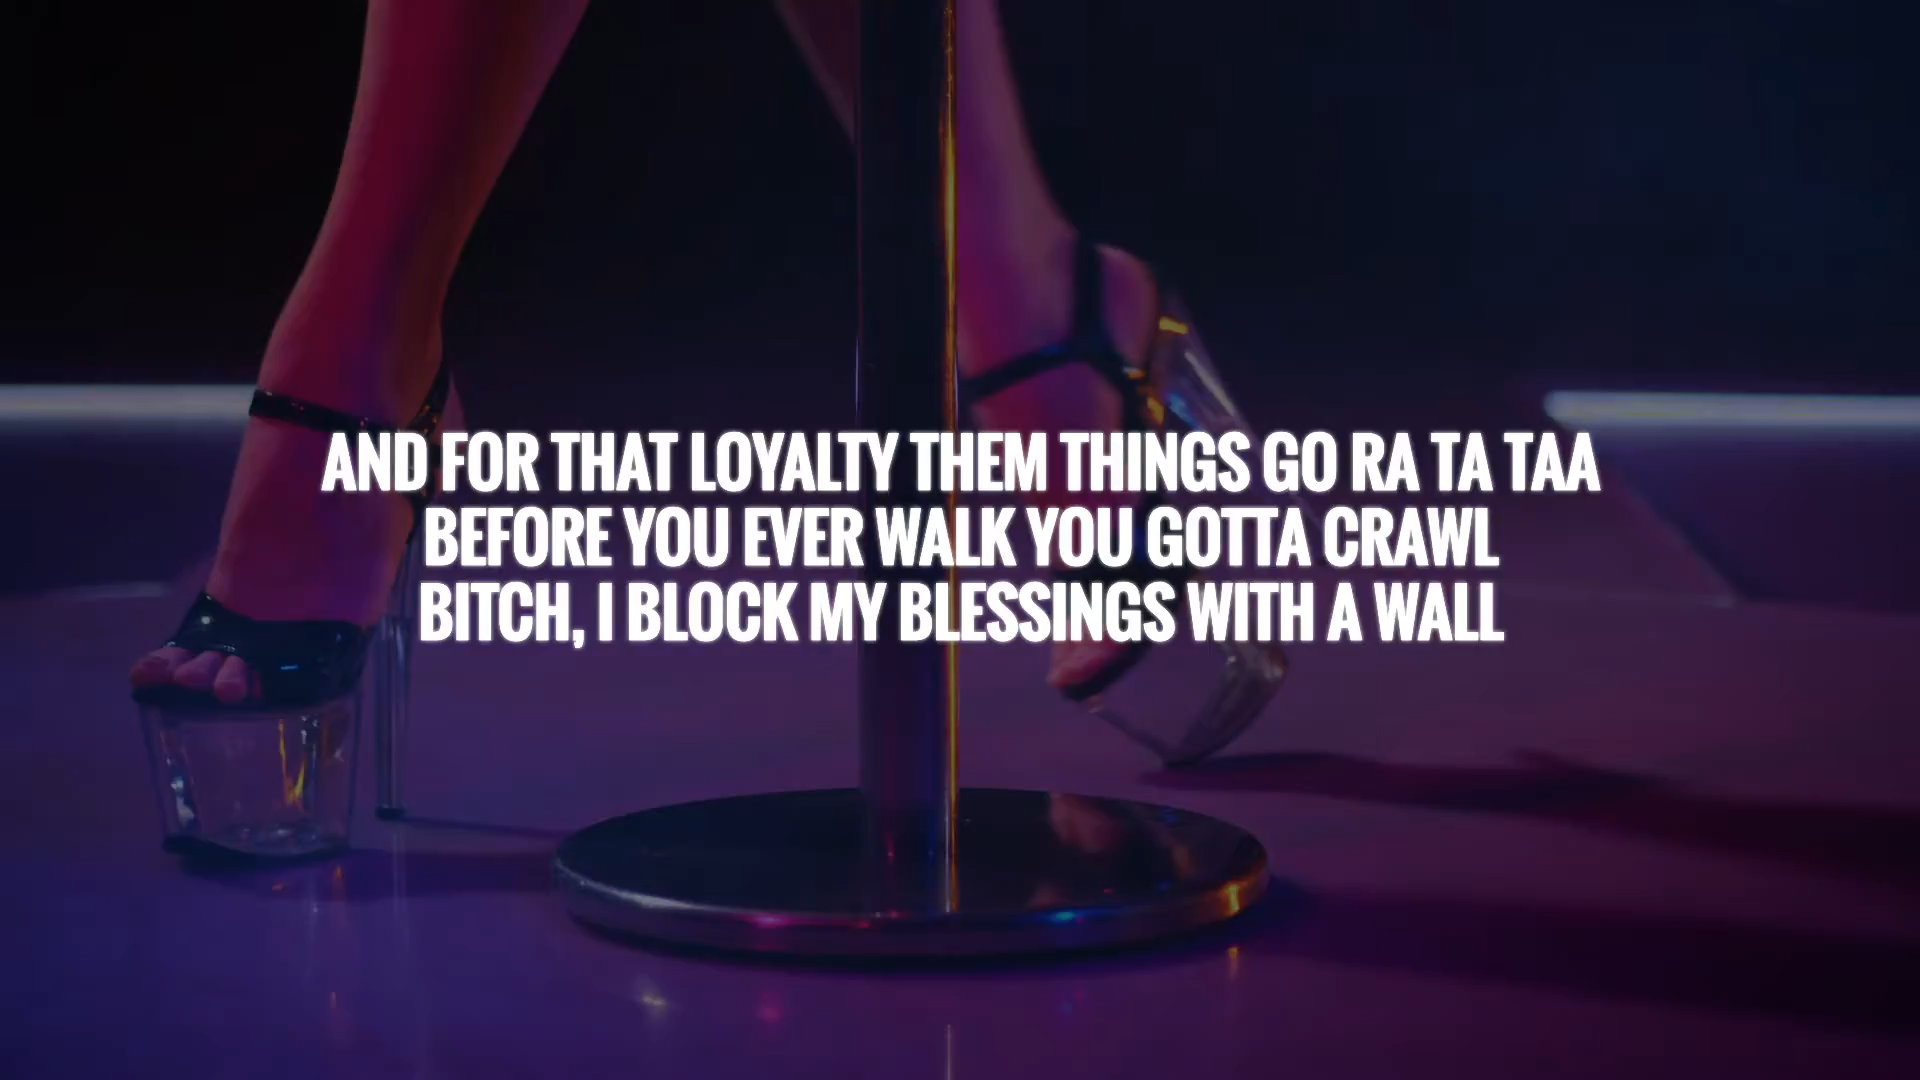 AND FOR THAT LOYALTY THEM THINGS GO RA TA TAA
BEFORE YOU EVER WALK YOU GOTTA CRAWL
BITCH, I BLOCK MY BLESSINGS WITH A WALL